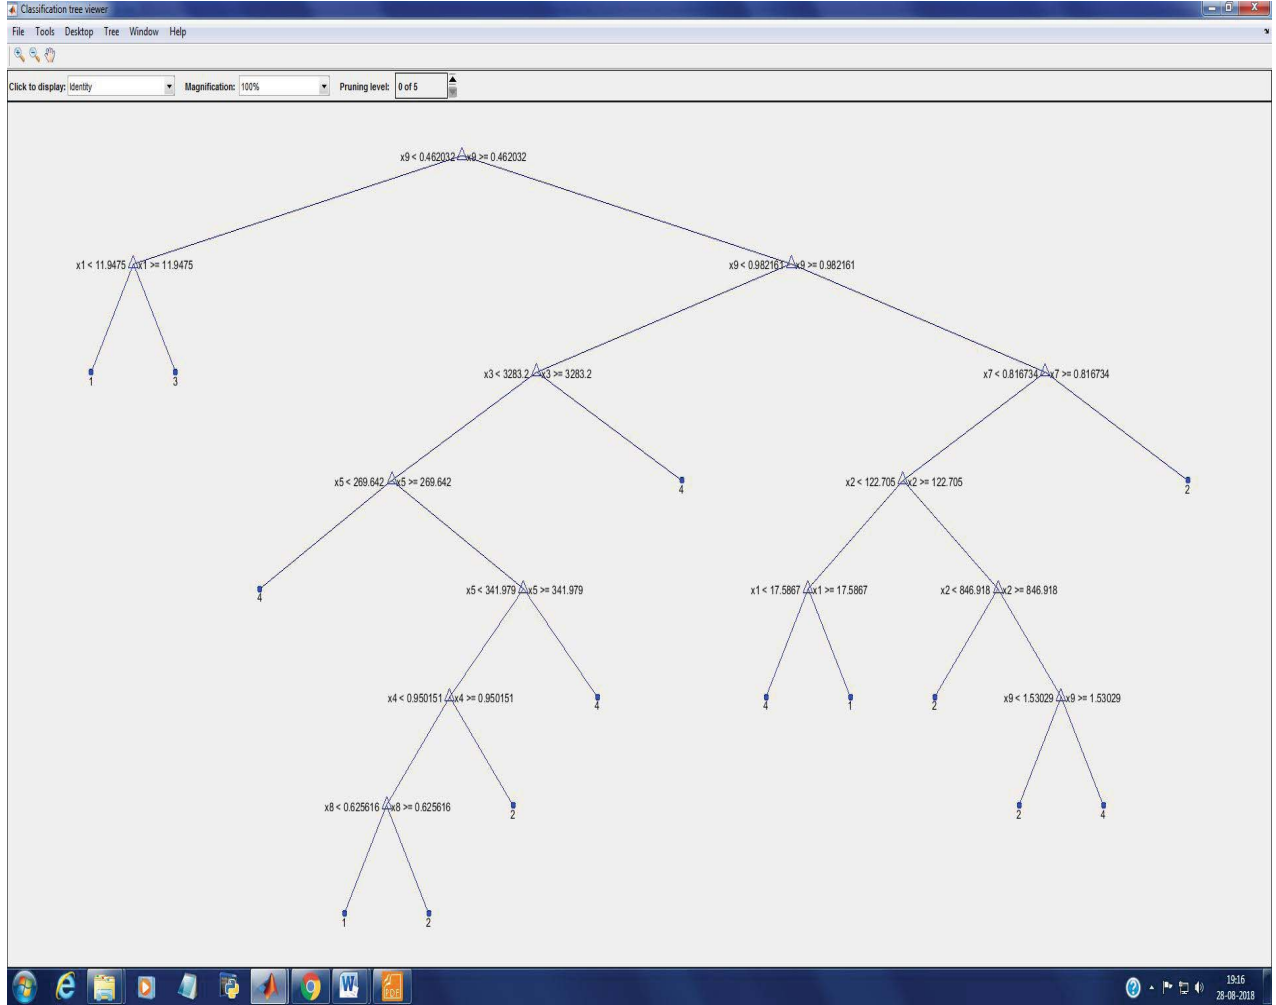 Classification tree viewer
File Tools Desktop Tree Window Help
Click to display: Identity Magnification: 100% Pruning level: 0 of 5
x9 < 0.462032 x9 >= 0.462032
x1 < 11.9475 x1 >= 11.9475 x9 < 0.982161 x9 >= 0.982161
1 3 x3 < 3283.2 x3 >= 3283.2 x7 < 0.816734 x7 >= 0.816734
x5 < 269.642 x5 >= 269.642 4 x2 < 122.705 x2 >= 122.705 2
4 x5 < 341.979 x5 >= 341.979 x1 < 17.5867 x1 >= 17.5867 x2 < 846.918 x2 >= 846.918
x4 < 0.950151 x4 >= 0.950151 4 4 1 2 x9 < 1.53029 x9 >= 1.53029
x8 < 0.625616 x8 >= 0.625616 2 2 4
1 2
W PDF
19:16
28-08-2018